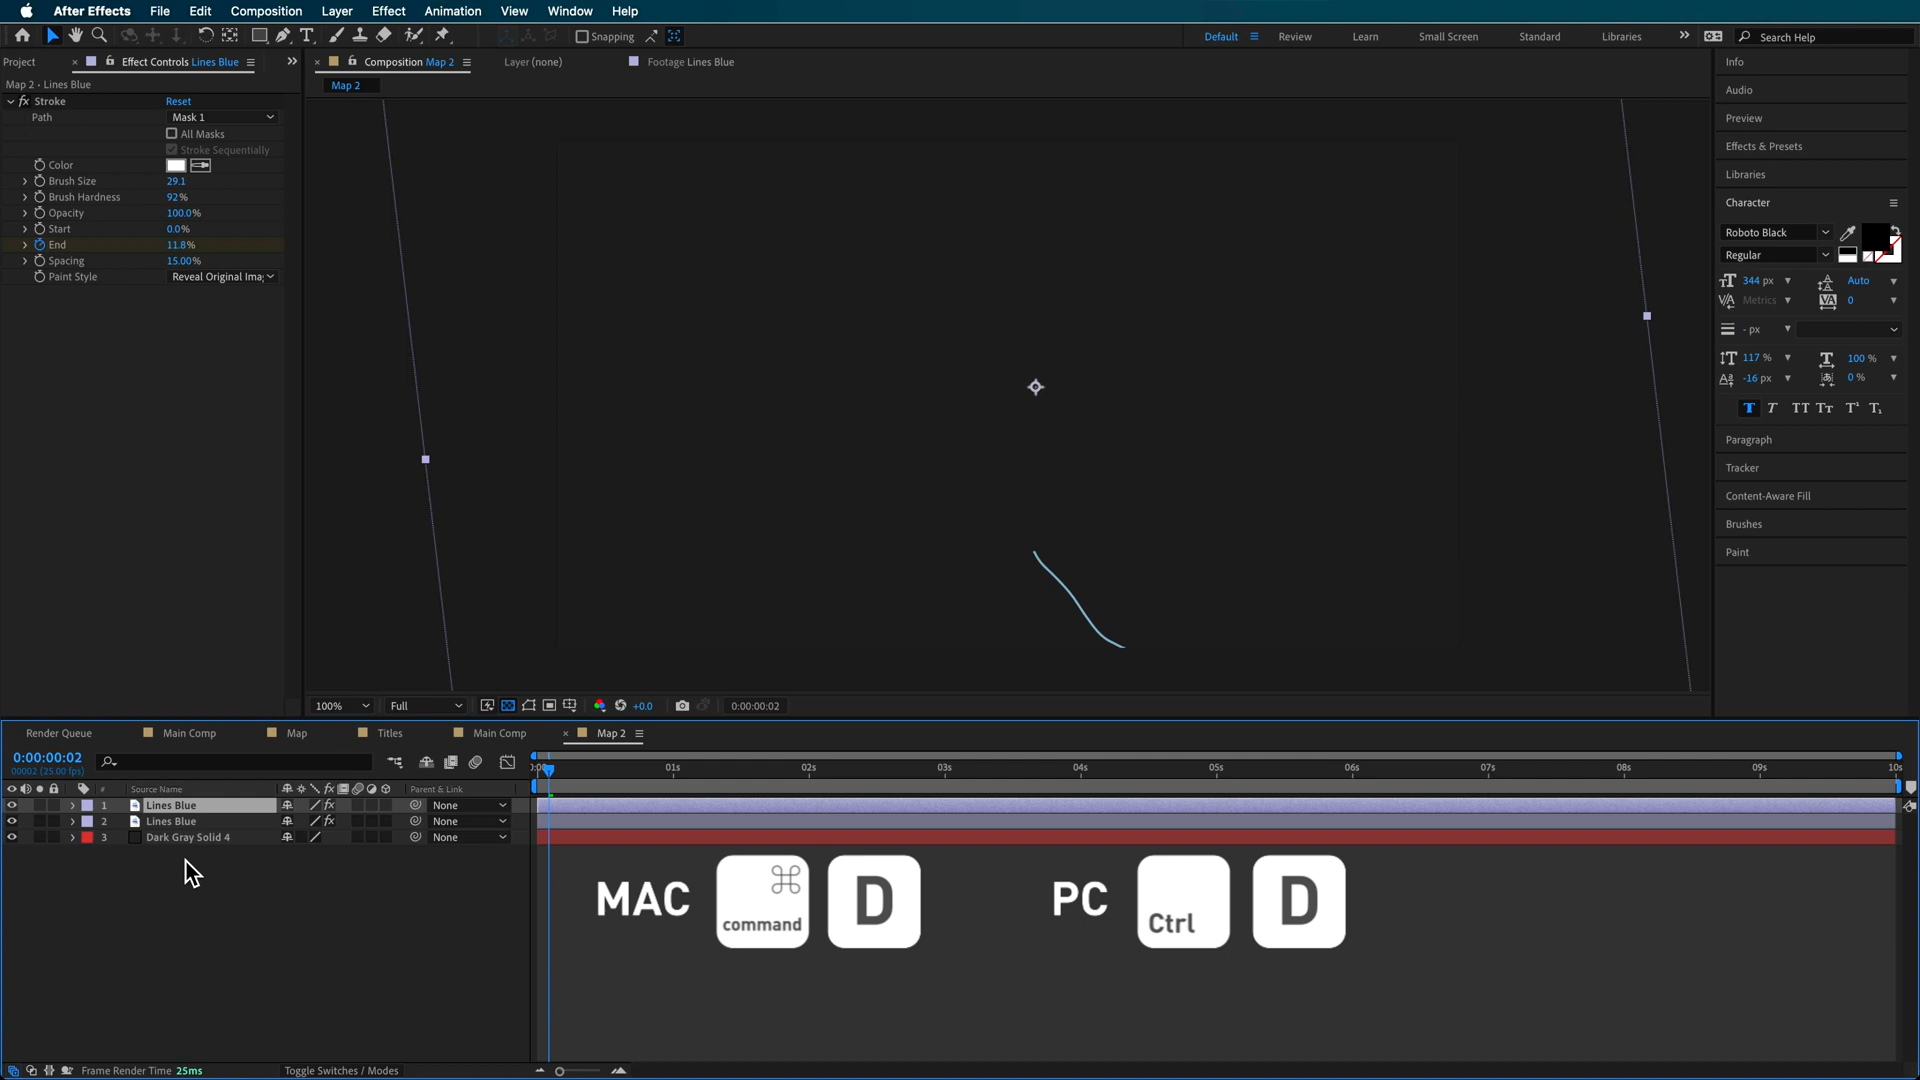 After Effects File Edit Composition Layer Effect Animation View Window Help
Snapping Default Review Learn Small Screen Standard Libraries Search Help
Project Effect Controls Lines Blue Composition Map 2 Layer (none) Footage Lines Blue
Map 2 • Lines Blue
Map 2
fx Stroke Reset
Path Mask 1
All Masks
Stroke Sequentially
Color
Brush Size 29.1
Brush Hardness 92%
Opacity 100.0%
Start 0.0%
End 11.8%
Spacing 15.00%
Paint Style Reveal Original Ima
Info
Audio
Preview
Effects & Presets
Libraries
Character
Roboto Black
Regular
344 px Auto
Metrics 0
- px
117 % 100 %
-16 px 0 %
T T TT Tт T¹ T₁
Paragraph
Tracker
Content-Aware Fill
Brushes
Paint
100% Full +0.0 0:00:00:02
Render Queue Main Comp Map Titles Main Comp Map 2
0:00:00:02
00002 (25.00 fps)
01s 02s 03s 04s 05s 06s 07s 08s 09s 10s
# Source Name Parent & Link
1 Lines Blue fx None
2 Lines Blue fx None
3 Dark Gray Solid 4 None
MAC command D PC Ctrl D
Frame Render Time 25ms Toggle Switches / Modes